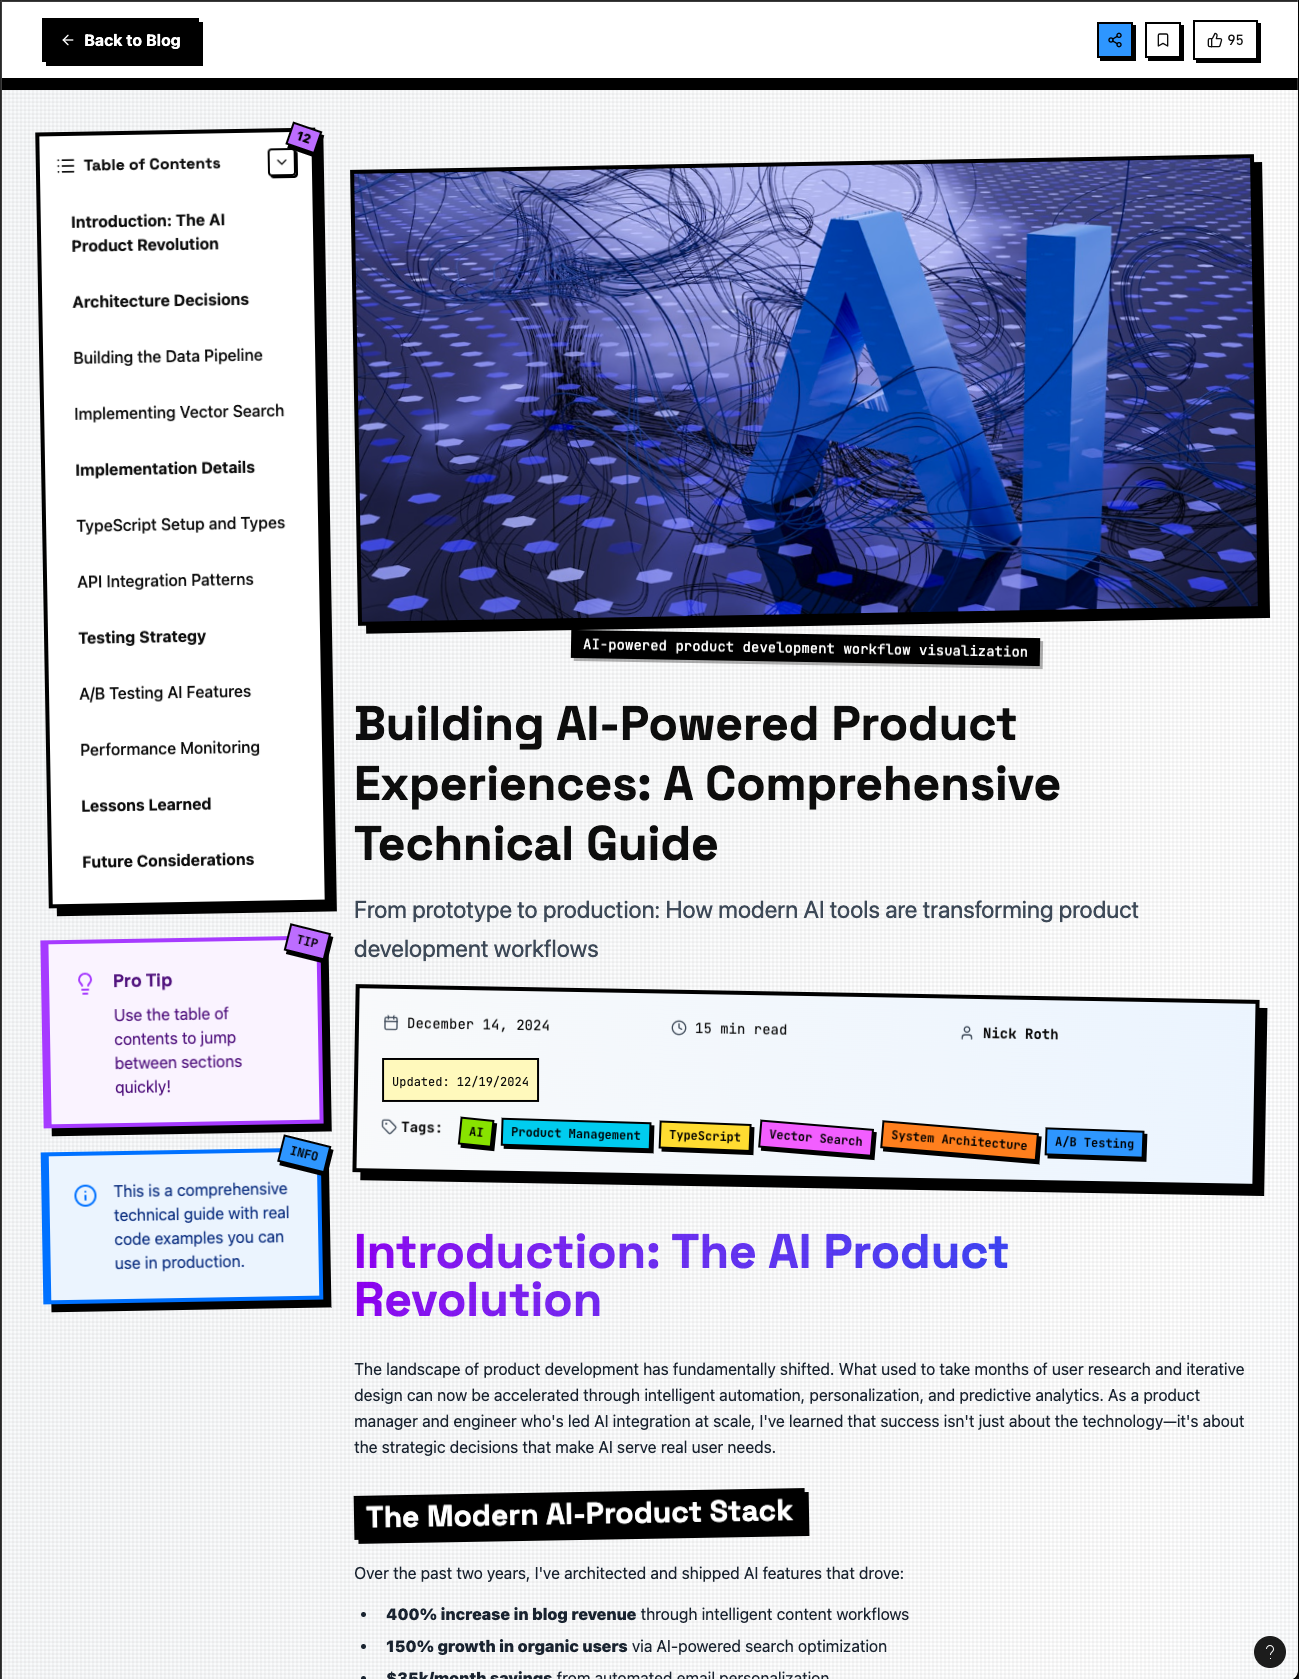 Back to Blog
95
12
Table of Contents
Introduction: The AI
Product Revolution
Architecture Decisions
Building the Data Pipeline
Implementing Vector Search
Implementation Details
TypeScript Setup and Types
API Integration Patterns
Testing Strategy
A/B Testing AI Features
Performance Monitoring
Lessons Learned
Future Considerations
TIP
Pro Tip
Use the table of
contents to jump
between sections
quickly!
INFO
This is a comprehensive
technical guide with real
code examples you can
use in production.
AI
AI-powered product development workflow visualization
Building AI-Powered Product
Experiences: A Comprehensive
Technical Guide
From prototype to production: How modern AI tools are transforming product
development workflows
December 14, 2024
15 min read
Nick Roth
Updated: 12/19/2024
Tags: AI Product Management TypeScript Vector Search System Architecture A/B Testing
Introduction: The AI Product
Revolution
The landscape of product development has fundamentally shifted. What used to take months of user research and iterative
design can now be accelerated through intelligent automation, personalization, and predictive analytics. As a product
manager and engineer who's led AI integration at scale, I've learned that success isn't just about the technology—it's about
the strategic decisions that make AI serve real user needs.
The Modern AI-Product Stack
Over the past two years, I've architected and shipped AI features that drove:
• 400% increase in blog revenue through intelligent content workflows
• 150% growth in organic users via AI-powered search optimization
• $35k/month savings from automated email personalization
?